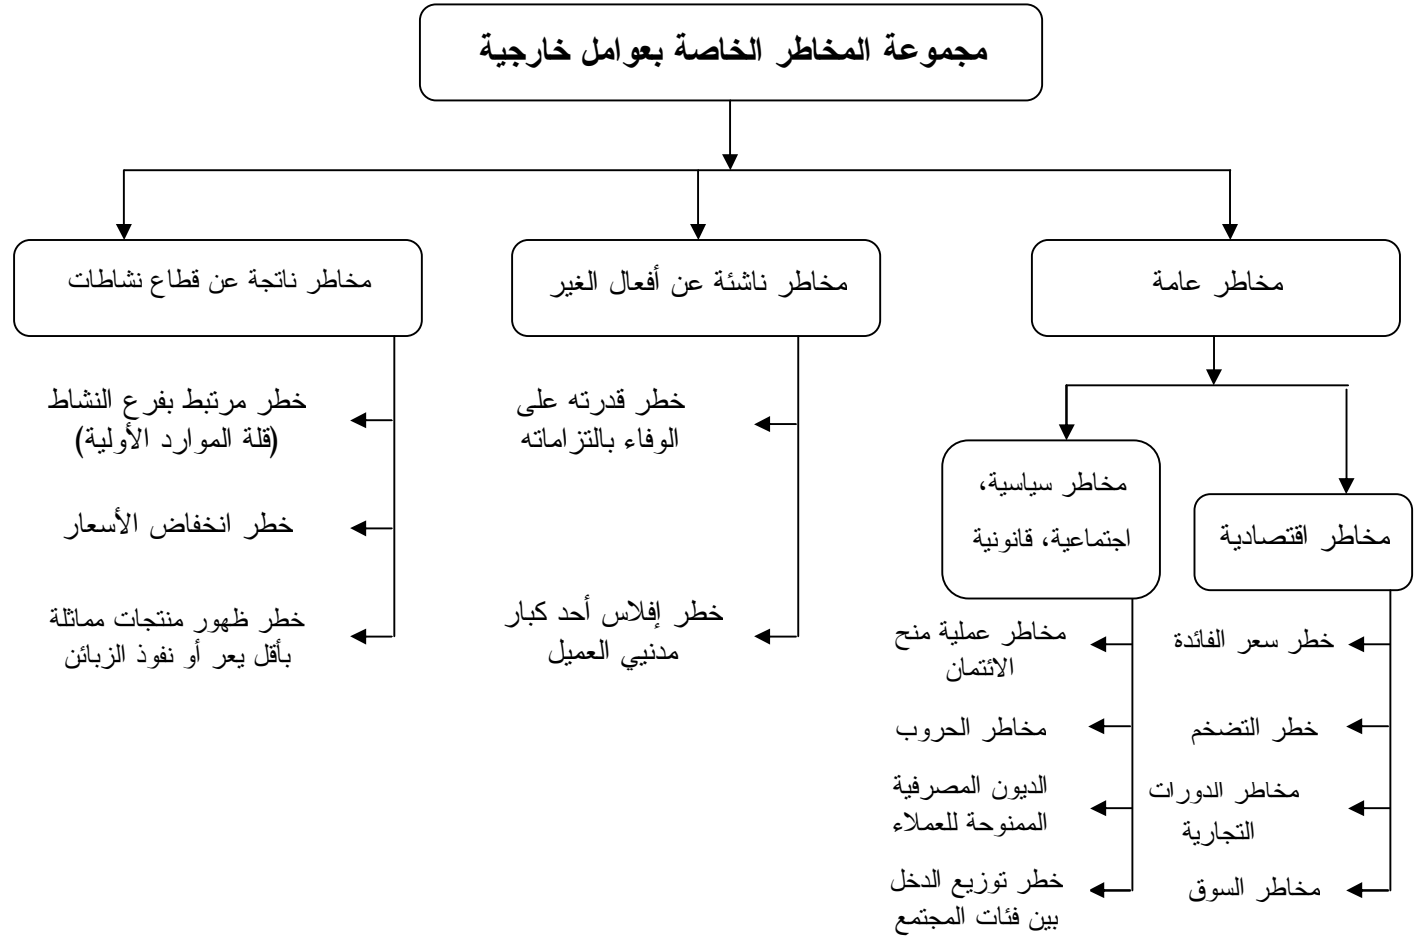 مجموعة المخاطر الخاصة بعوامل خارجية
مخاطر عامة
مخاطر ناشئة عن أفعال الغير
مخاطر ناتجة عن قطاع نشاطات
مخاطر اقتصادية
خطر سعر الفائدة
خطر التضخم
مخاطر الدورات
التجارية
مخاطر السوق
مخاطر سياسية،
اجتماعية، قانونية
مخاطر عملية منح
الائتمان
مخاطر الحروب
الديون المصرفية
الممنوحة للعملاء
خطر توزيع الدخل
بين فئات المجتمع
خطر قدرته على
الوفاء بالتزاماته
خطر إفلاس أحد كبار
مدنيي العميل
خطر مرتبط بفرع النشاط
(قلة الموارد الأولية)
خطر انخفاض الأسعار
خطر ظهور منتجات مماثلة
بأقل يعر أو نفوذ الزبائن